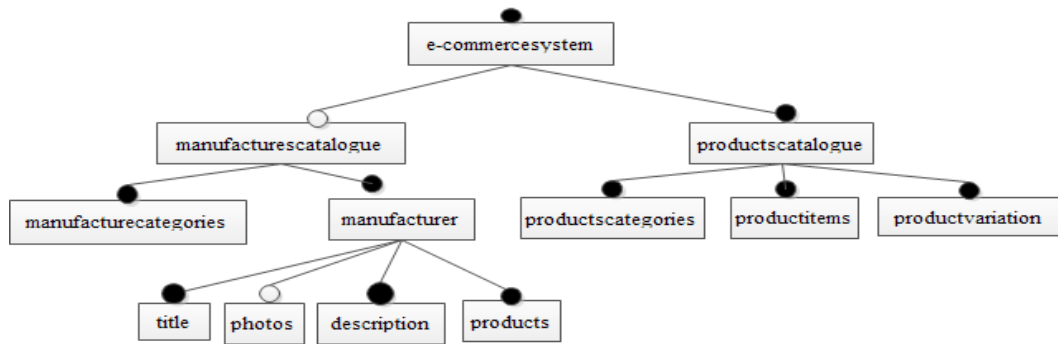 e-commercesystem
manufacturescatalogue
productscatalogue
manufacturecategories
manufacturer
productscategories
productitems
productvariation
title
photos
description
products